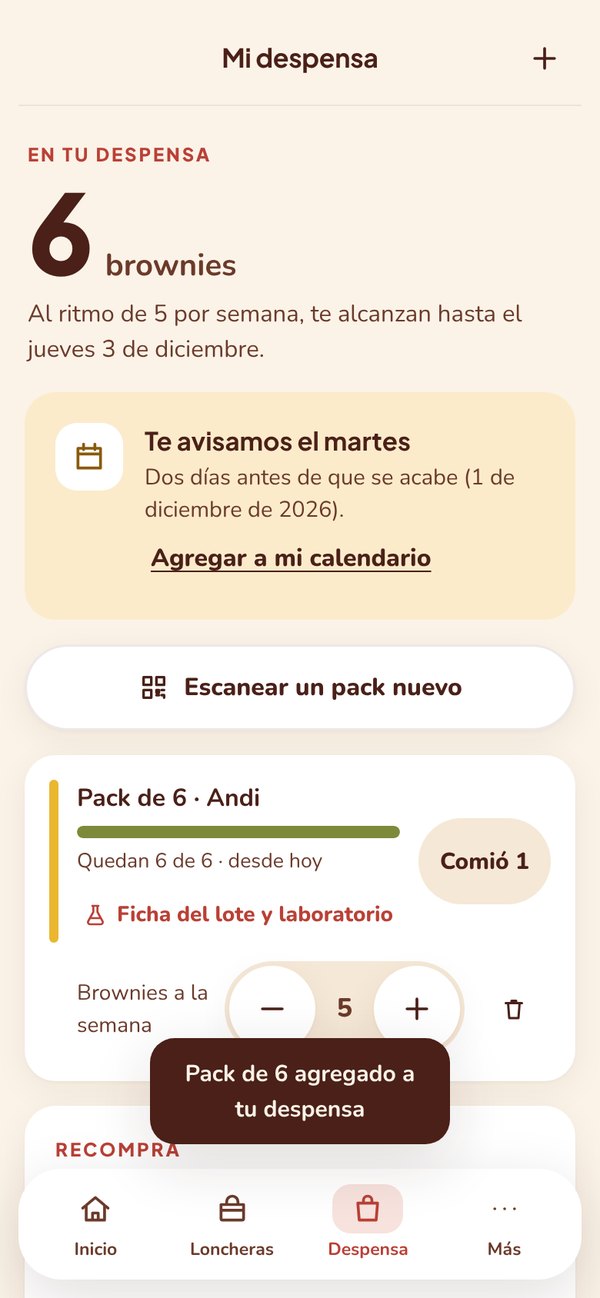 Mi despensa
EN TU DESPENSA
6 brownies
Al ritmo de 5 por semana, te alcanzan hasta el
jueves 3 de diciembre.
Te avisamos el martes
Dos días antes de que se acabe (1 de
diciembre de 2026).
Agregar a mi calendario
Escanear un pack nuevo
Pack de 6 · Andi
Quedan 6 de 6 · desde hoy
Comió 1
Ficha del lote y laboratorio
Brownies a la
semana
− 5 +
Pack de 6 agregado a
tu despensa
RECOMPRA
Inicio
Loncheras
Despensa
Más